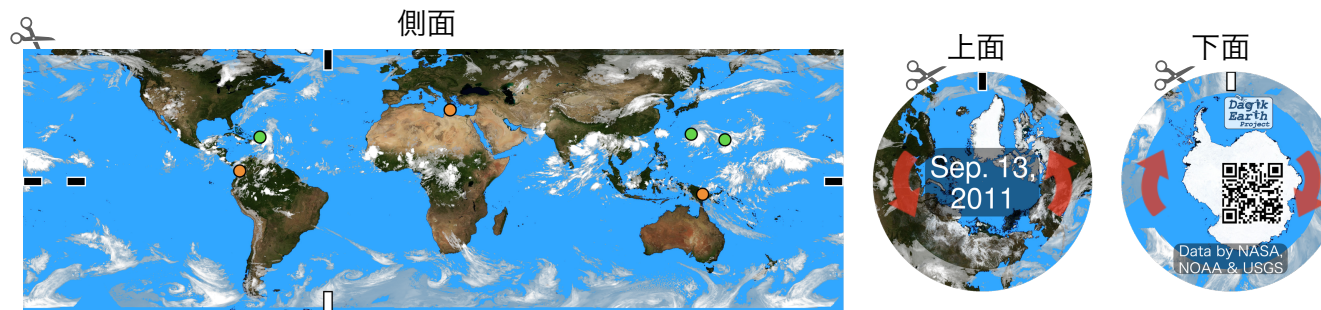 側面
上面
下面
Sep. 13,
2011
Dagik
Earth
Project
Data by NASA,
NOAA & USGS